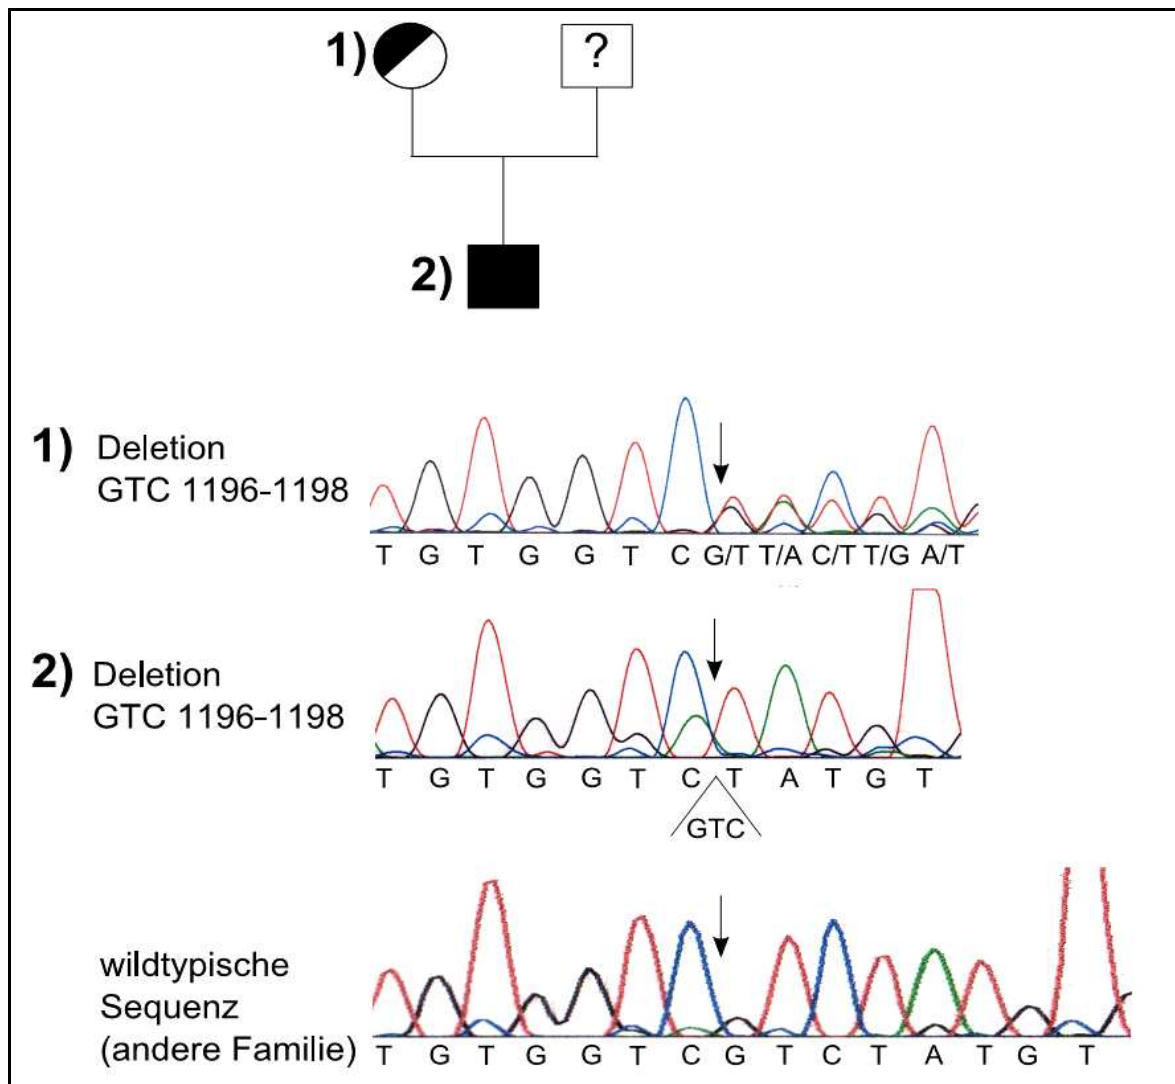 1)
?
2)
1) Deletion
GTC 1196-1198
T G T G G T C G/T T/A C/T T/G A/T
2) Deletion
GTC 1196-1198
T G T G G T C T A T G T
GTC
wildtypische
Sequenz
(andere Familie)
T G T G G T C G T C T A T G T